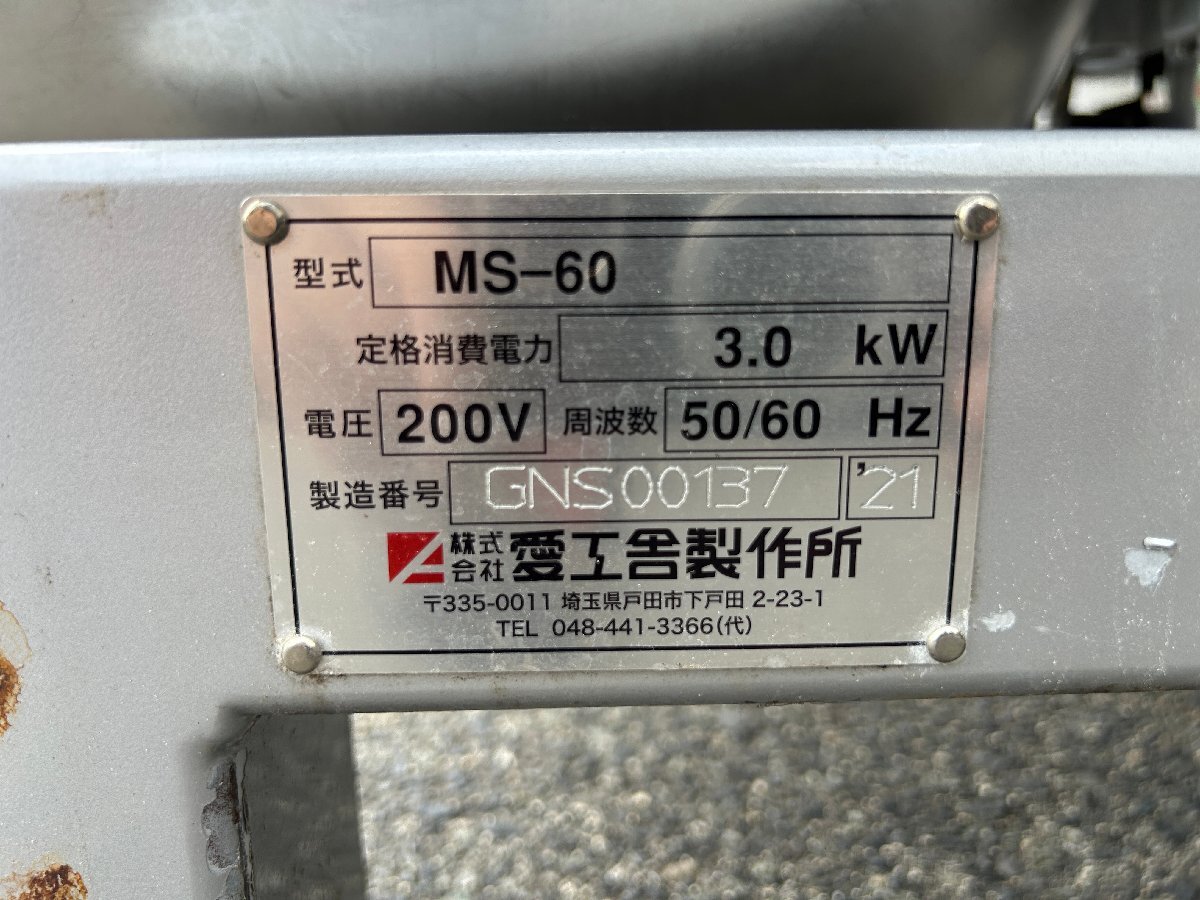 型式 MS-60
定格消費電力 3.0 kW
電圧 200V 周波数 50/60 Hz
製造番号 GNS00137 '21
株式会社 愛工舎製作所
〒335-0011 埼玉県戸田市下戸田 2-23-1
TEL 048-441-3366(代)